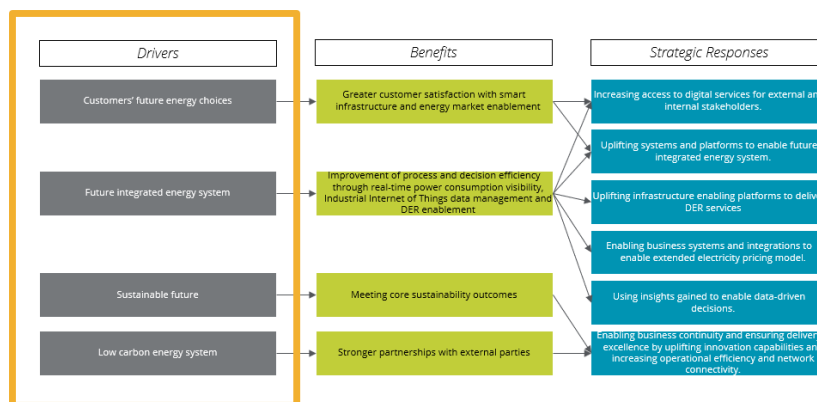 Drivers
Benefits
Strategic Responses
Customers' future energy choices
Greater customer satisfaction with smart
infrastructure and energy market enablement
Increasing access to digital services for external an
internal stakeholders.
Uplifting systems and platforms to enable future
integrated energy system.
Future integrated energy system
Improvement of process and decision efficiency
through real-time power consumption visibility,
Industrial Internet of Things data management and
DER enablement
Uplifting infrastructure enabling platforms to delive
DER services
Enabling business systems and integrations to
enable extended electricity pricing model.
Sustainable future
Meeting core sustainability outcomes
Using insights gained to enable data-driven
decisions.
Low carbon energy system
Stronger partnerships with external parties
Enabling business continuity and ensuring deliver
excellence by uplifting innovation capabilities an
increasing operational efficiency and network
connectivity.